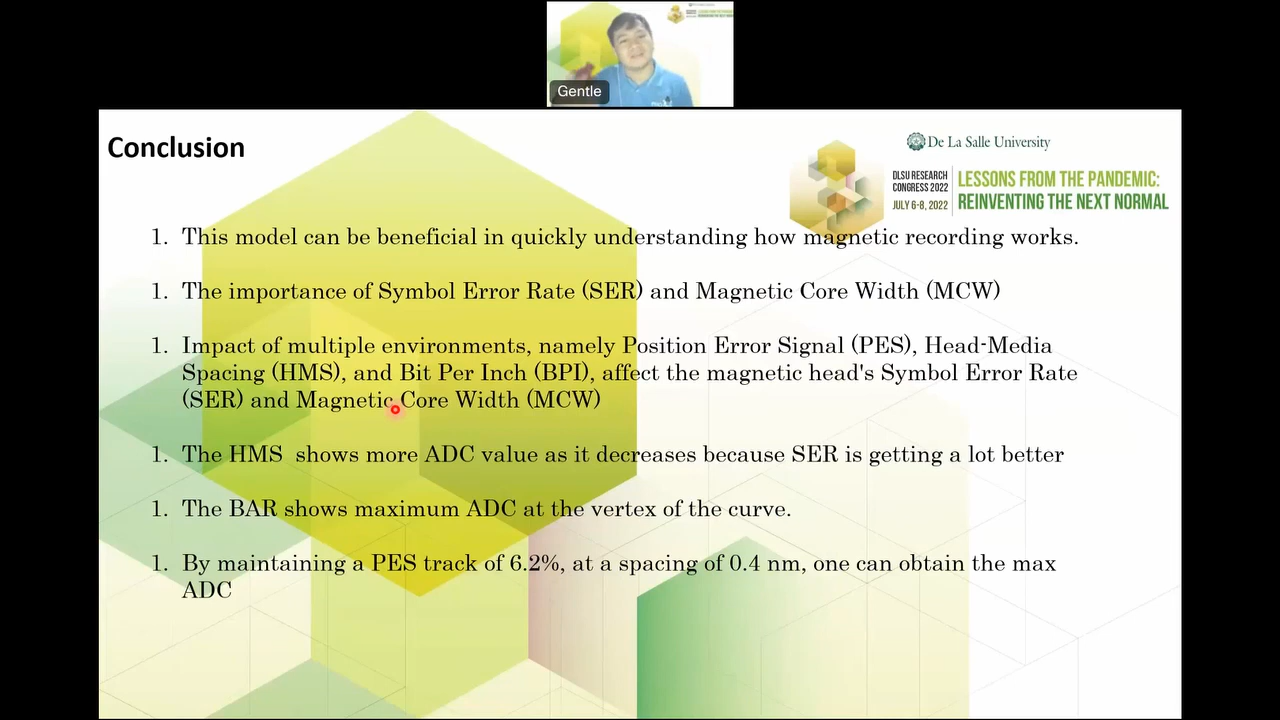 Gentle
Conclusion
De La Salle University
DLSU RESEARCH
CONGRESS 2022
JULY 6-8, 2022
LESSONS FROM THE PANDEMIC:
REINVENTING THE NEXT NORMAL
1. This model can be beneficial in quickly understanding how magnetic recording works.
1. The importance of Symbol Error Rate (SER) and Magnetic Core Width (MCW)
1. Impact of multiple environments, namely Position Error Signal (PES), Head-Media
Spacing (HMS), and Bit Per Inch (BPI), affect the magnetic head's Symbol Error Rate
(SER) and Magnetic Core Width (MCW)
1. The HMS  shows more ADC value as it decreases because SER is getting a lot better
1. The BAR shows maximum ADC at the vertex of the curve.
1. By maintaining a PES track of 6.2%, at a spacing of 0.4 nm, one can obtain the max
ADC